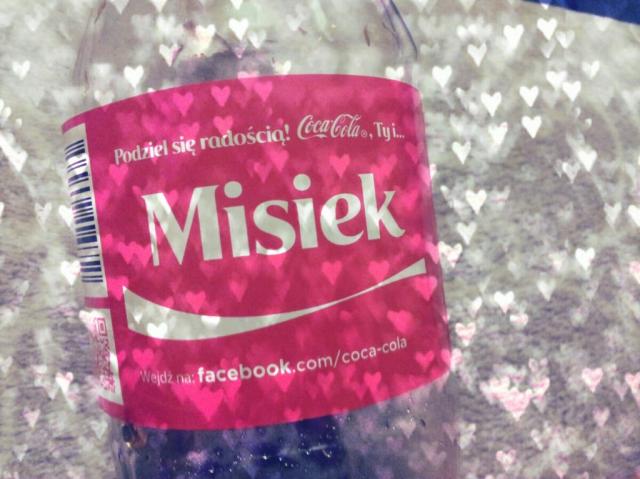 Podziel się radością! Coca-Cola®, Ty i...
Misiek
Wejdź na: facebook.com/coca-cola